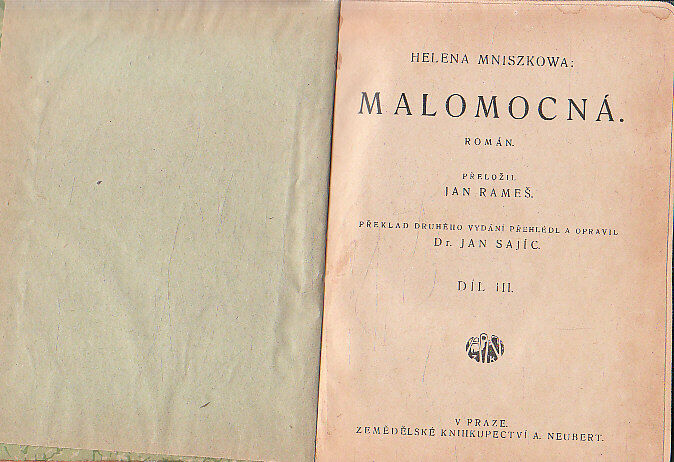 HELENA MNISZKOWA:
MALOMOCNÁ.
ROMÁN.
PŘELOŽIL
JAN RAMEŠ.
PŘEKLAD DRUHÉHO VYDÁNÍ PŘEHLÉDL A OPRAVIL
Dr. JAN SAJÍC.
DÍL III.
V PRAZE.
ZEMĚDĚLSKÉ KNIHKUPECTVÍ A. NEUBERT.